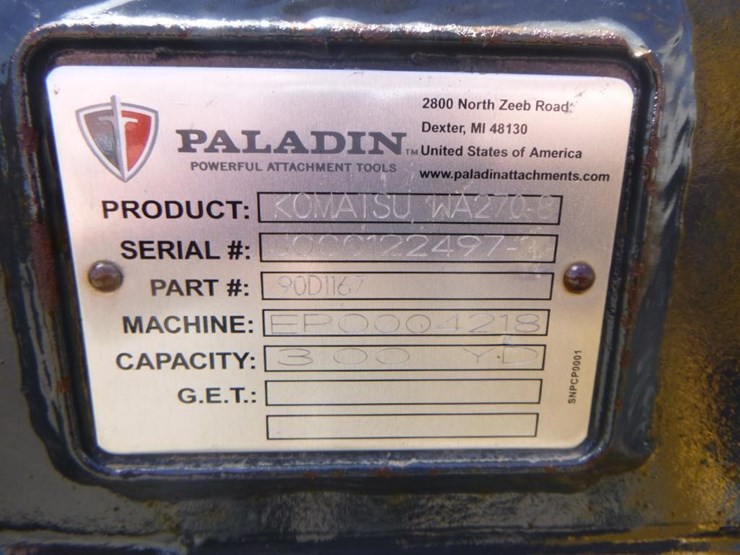 2800 North Zeeb Road
Dexter, MI 48130
United States of America
www.paladinattachments.com
PALADIN™
POWERFUL ATTACHMENT TOOLS
PRODUCT: KOMATSU WA270-8
SERIAL #:
PART #: 90D1167
MACHINE: EP0004218
CAPACITY: 3.00 YD
G.E.T.:
SNPCP0001